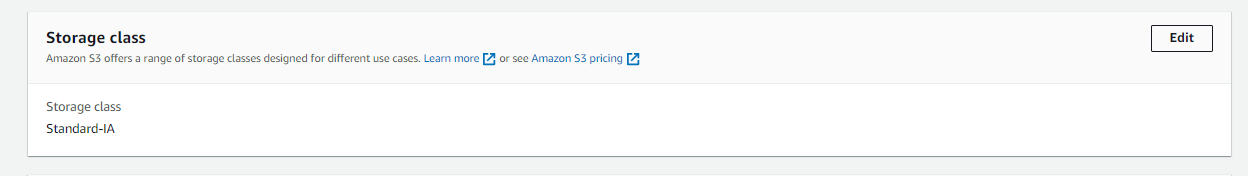 Storage class
Edit
Amazon S3 offers a range of storage classes designed for different use cases. Learn more or see Amazon S3 pricing
Storage class
Standard-IA